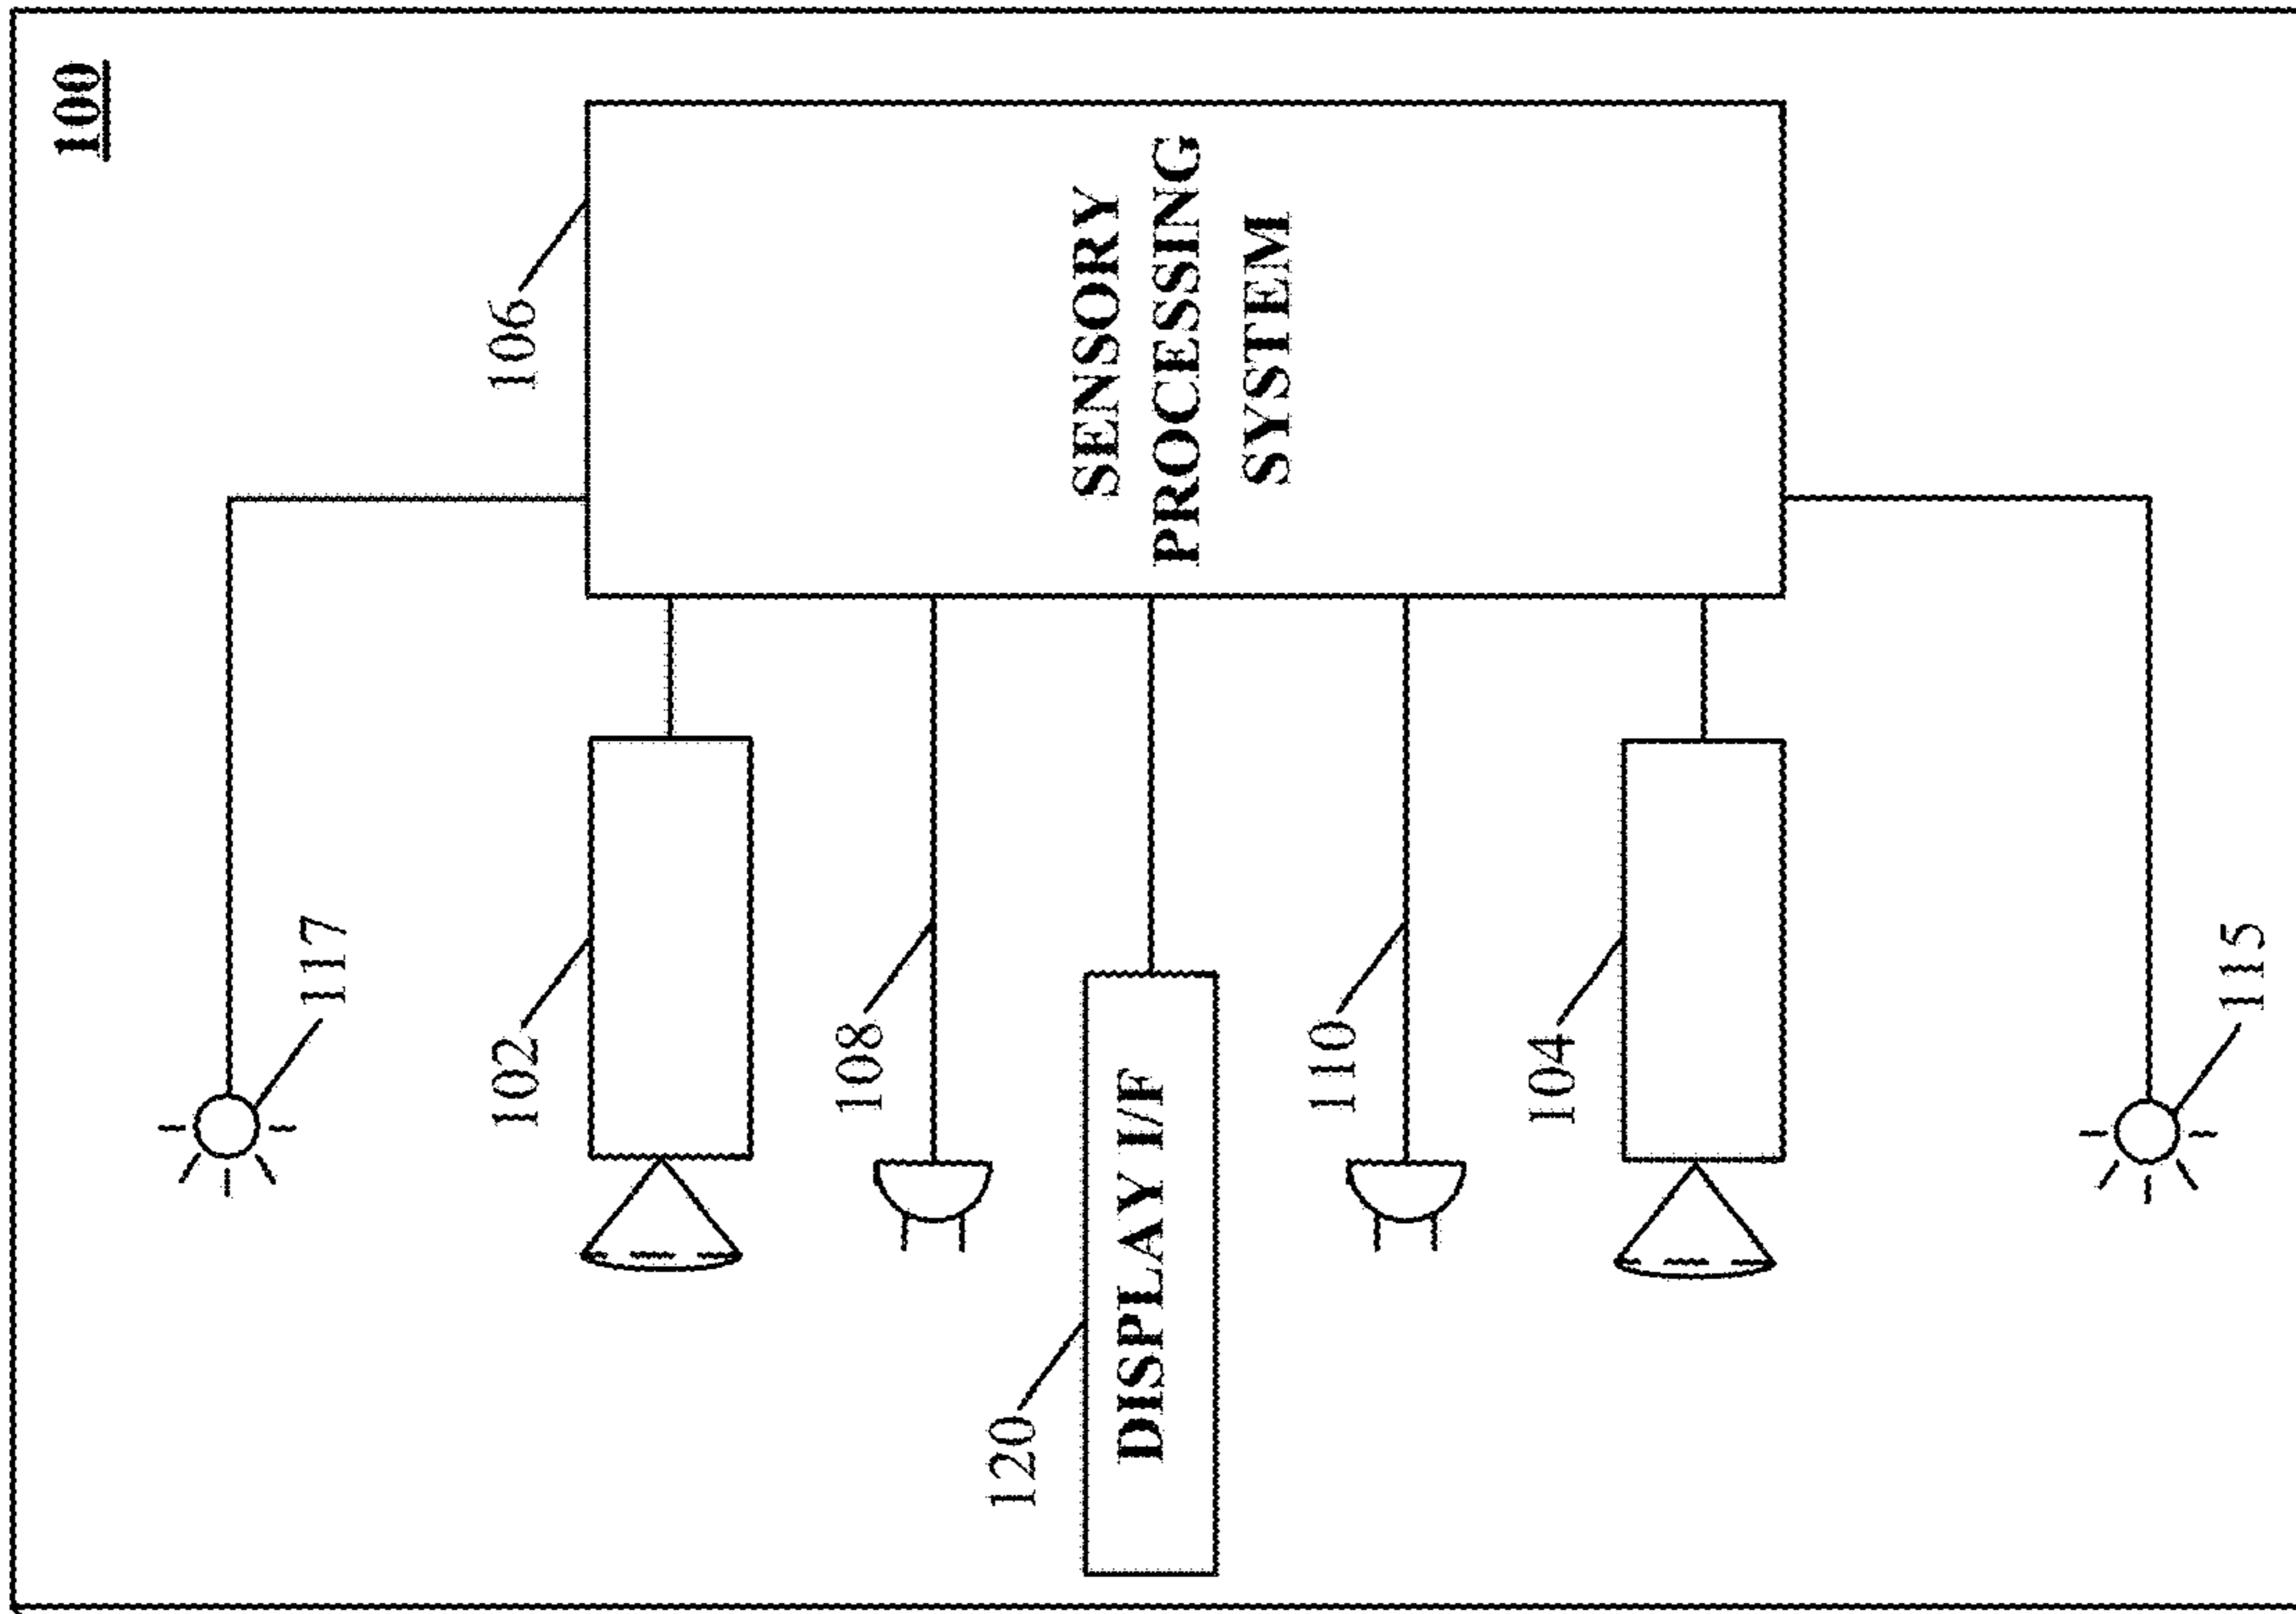 100
106
SENSORY
PROCESSING
SYSTEM
117
102
108
120
DISPLAY I/F
110
104
115